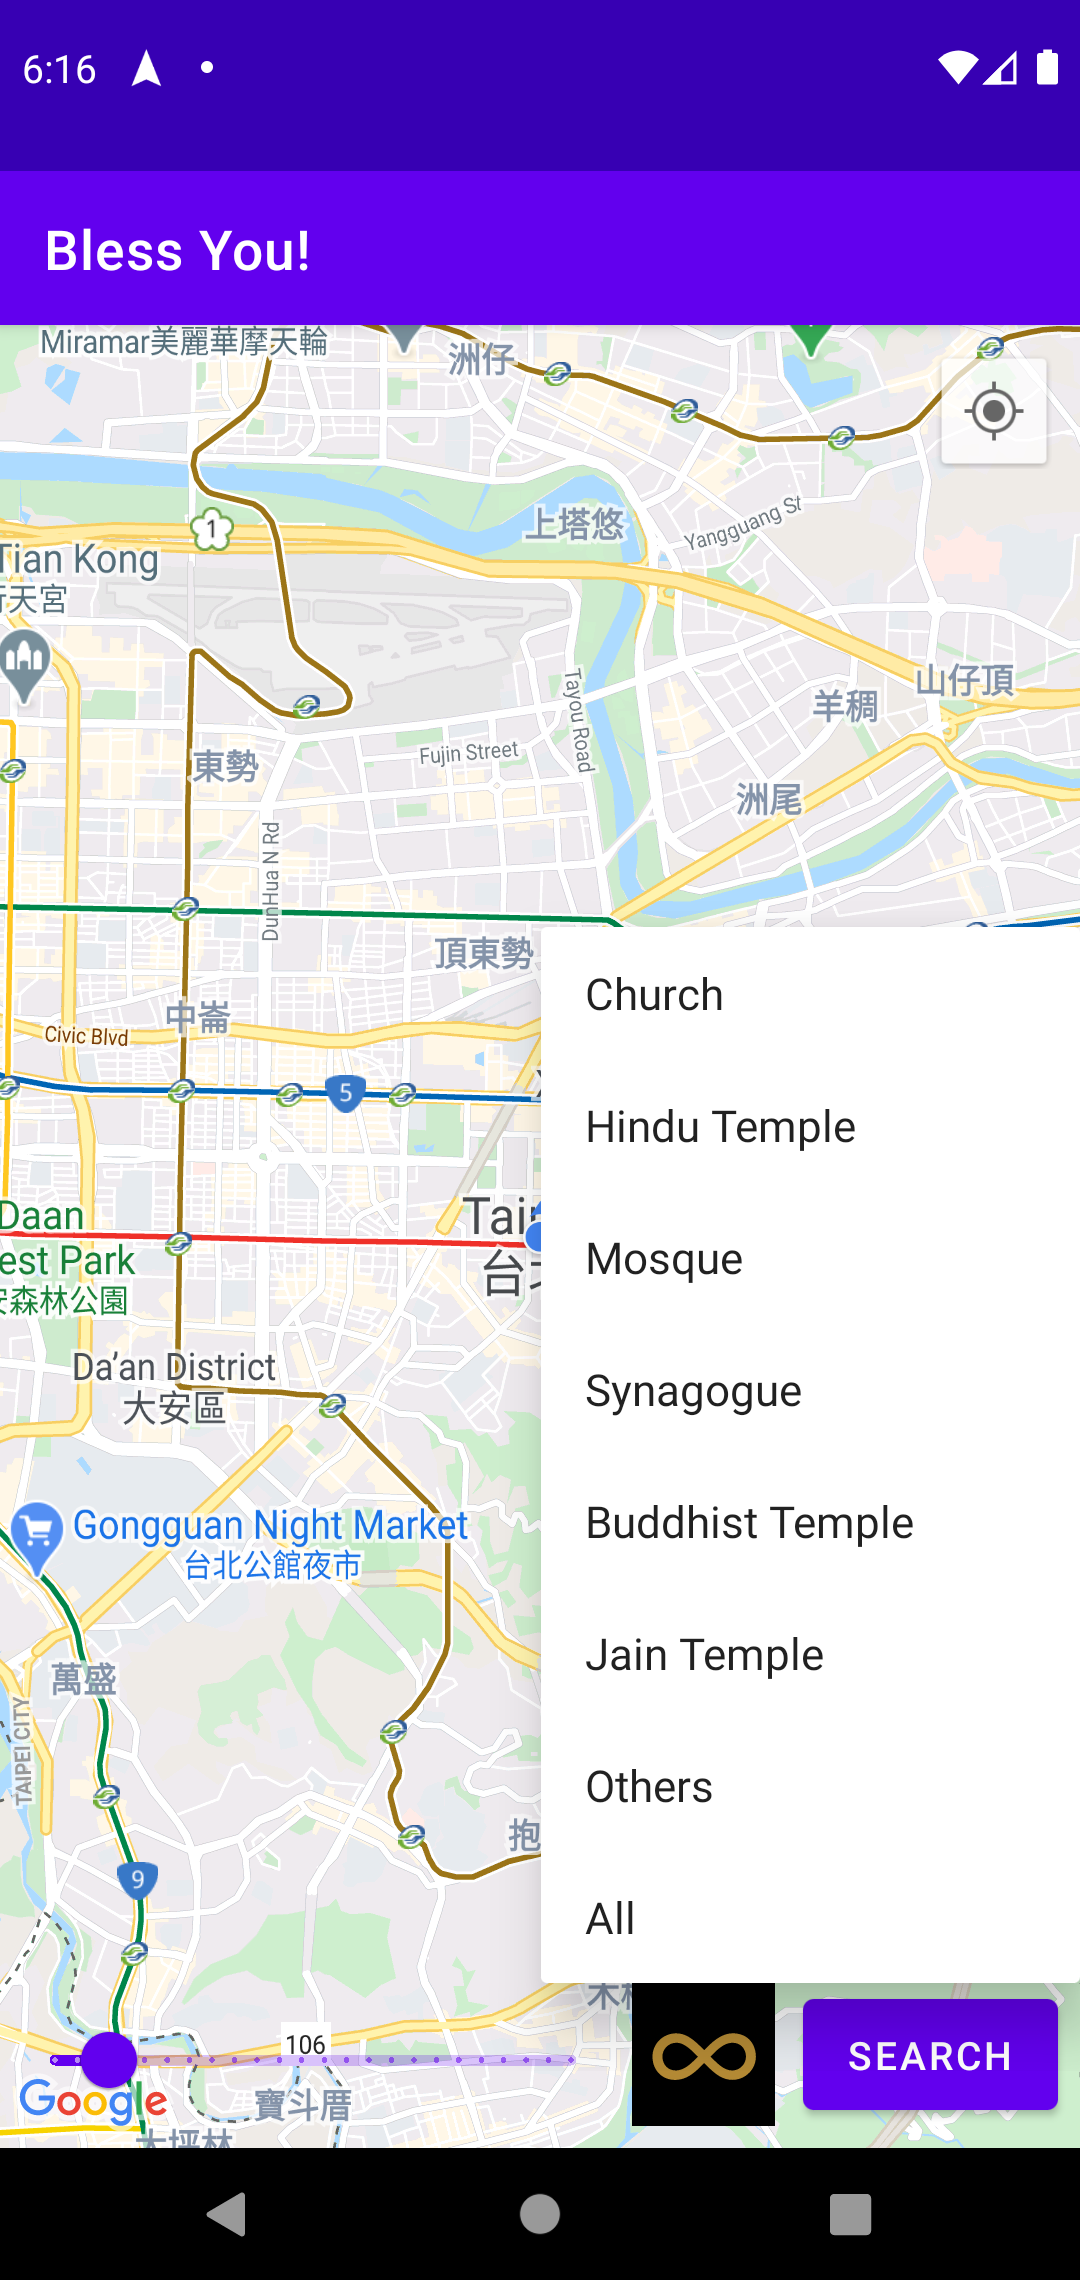 6:16
Bless You!
Miramar美麗華摩天輪
洲仔
上塔悠
Yangguang St
1
Tian Kong
天宮
Tayou Road
山仔頂
羊稠
Fujin Street
東勢
洲尾
DunHua N Rd
頂東勢
中崙
Civic Blvd
5
Church
Hindu Temple
Mosque
Synagogue
Buddhist Temple
Jain Temple
Others
All
Daan
est Park
森林公園
Tai
台
Da'an District
大安區
Gongguan Night Market
台北公館夜市
萬盛
TAIPEI CITY
抱
9
木
106
SEARCH
Google
寶斗厝
大坪林